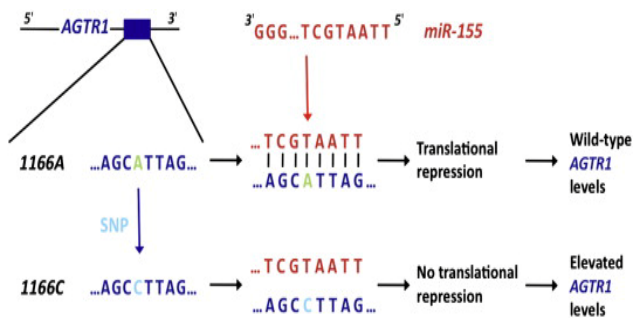 5' AGTR1 3'
3' GGG...TCGTAATT 5' miR-155
1166A ...AGCATTAG... ...TCGTAATT ...AGCATTAG... Translational repression Wild-type AGTR1 levels
SNP
1166C ...AGCCTTAG... ...TCGTAATT ...AGCCTTAG... No translational repression Elevated AGTR1 levels